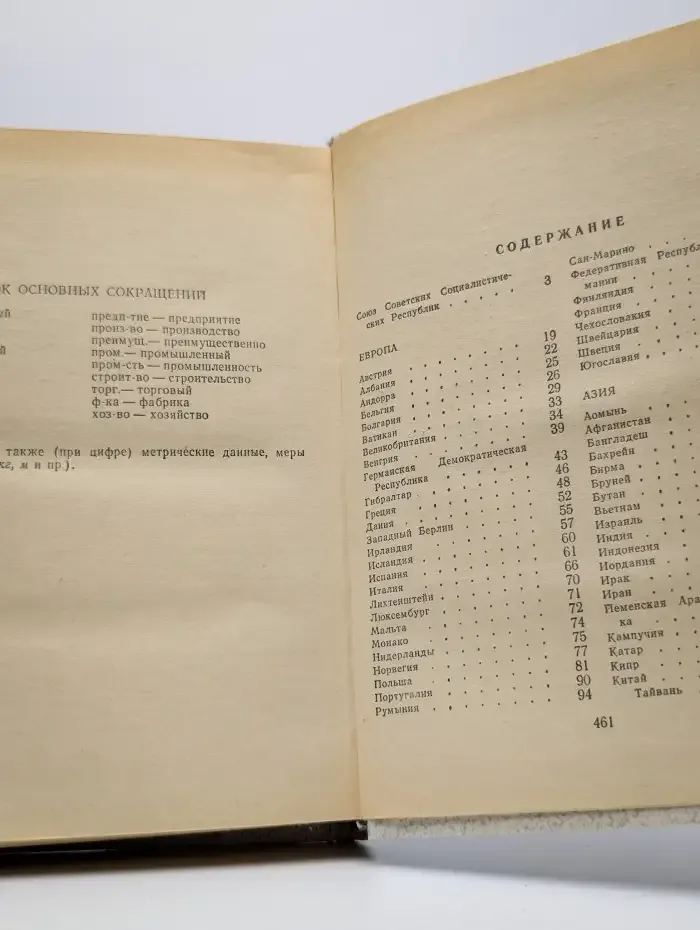 ОК ОСНОВНЫХ СОКРАЩЕНИЙ
предп-тие — предприятие
произ-во — производство
преимущ.— преимущественно
пром.— промышленный
пром-сть — промышленность
строит-во — строительство
торг.— торговый
ф-ка — фабрика
хоз-во — хозяйство
также (при цифре) метрические данные, меры
кг, м и пр.).
СОДЕРЖАНИЕ
Союз Советских Социалистиче-
ских Республик . . . . . 3
ЕВРОПА
Австрия . . . . . . . 19
Албания . . . . . . . 22
Андорра . . . . . . . 25
Бельгия . . . . . . . 26
Болгария . . . . . . . 29
Ватикан . . . . . . . 33
Великобритания . . . . . 34
Венгрия . . . . . . . 39
Германская Демократическая
Республика . . . . . . 43
Гибралтар . . . . . . . 46
Греция . . . . . . . 48
Дания . . . . . . . 52
Западный Берлин . . . . . 55
Ирландия . . . . . . . 57
Исландия . . . . . . . 60
Испания . . . . . . . 61
Италия . . . . . . . 66
Лихтенштейн . . . . . . 70
Люксембург . . . . . . 71
Мальта . . . . . . . 72
Монако . . . . . . . 74
Нидерланды . . . . . . 75
Норвегия . . . . . . . 77
Польша . . . . . . . 81
Португалия . . . . . . 90
Румыния . . . . . . . 94
Сан-Марино . . .
Федеративная Республ
мании . . . .
Финляндия . . .
Франция . . . .
Чехословакия . .
Швейцария . . .
Швеция . . . .
Югославия . . .
АЗИЯ
Аомынь . . .
Афганистан . .
Бангладеш . .
Бахрейн . . .
Бирма . . .
Бруней . . .
Бутан . . .
Вьетнам . . .
Израиль . . .
Индия . . .
Индонезия . .
Иордания . .
Ирак . . .
Иран . . .
Йеменская Ара
ка . . .
Кампучия . .
Катар . . .
Кипр . . .
Китай . . .
Тайвань .
461